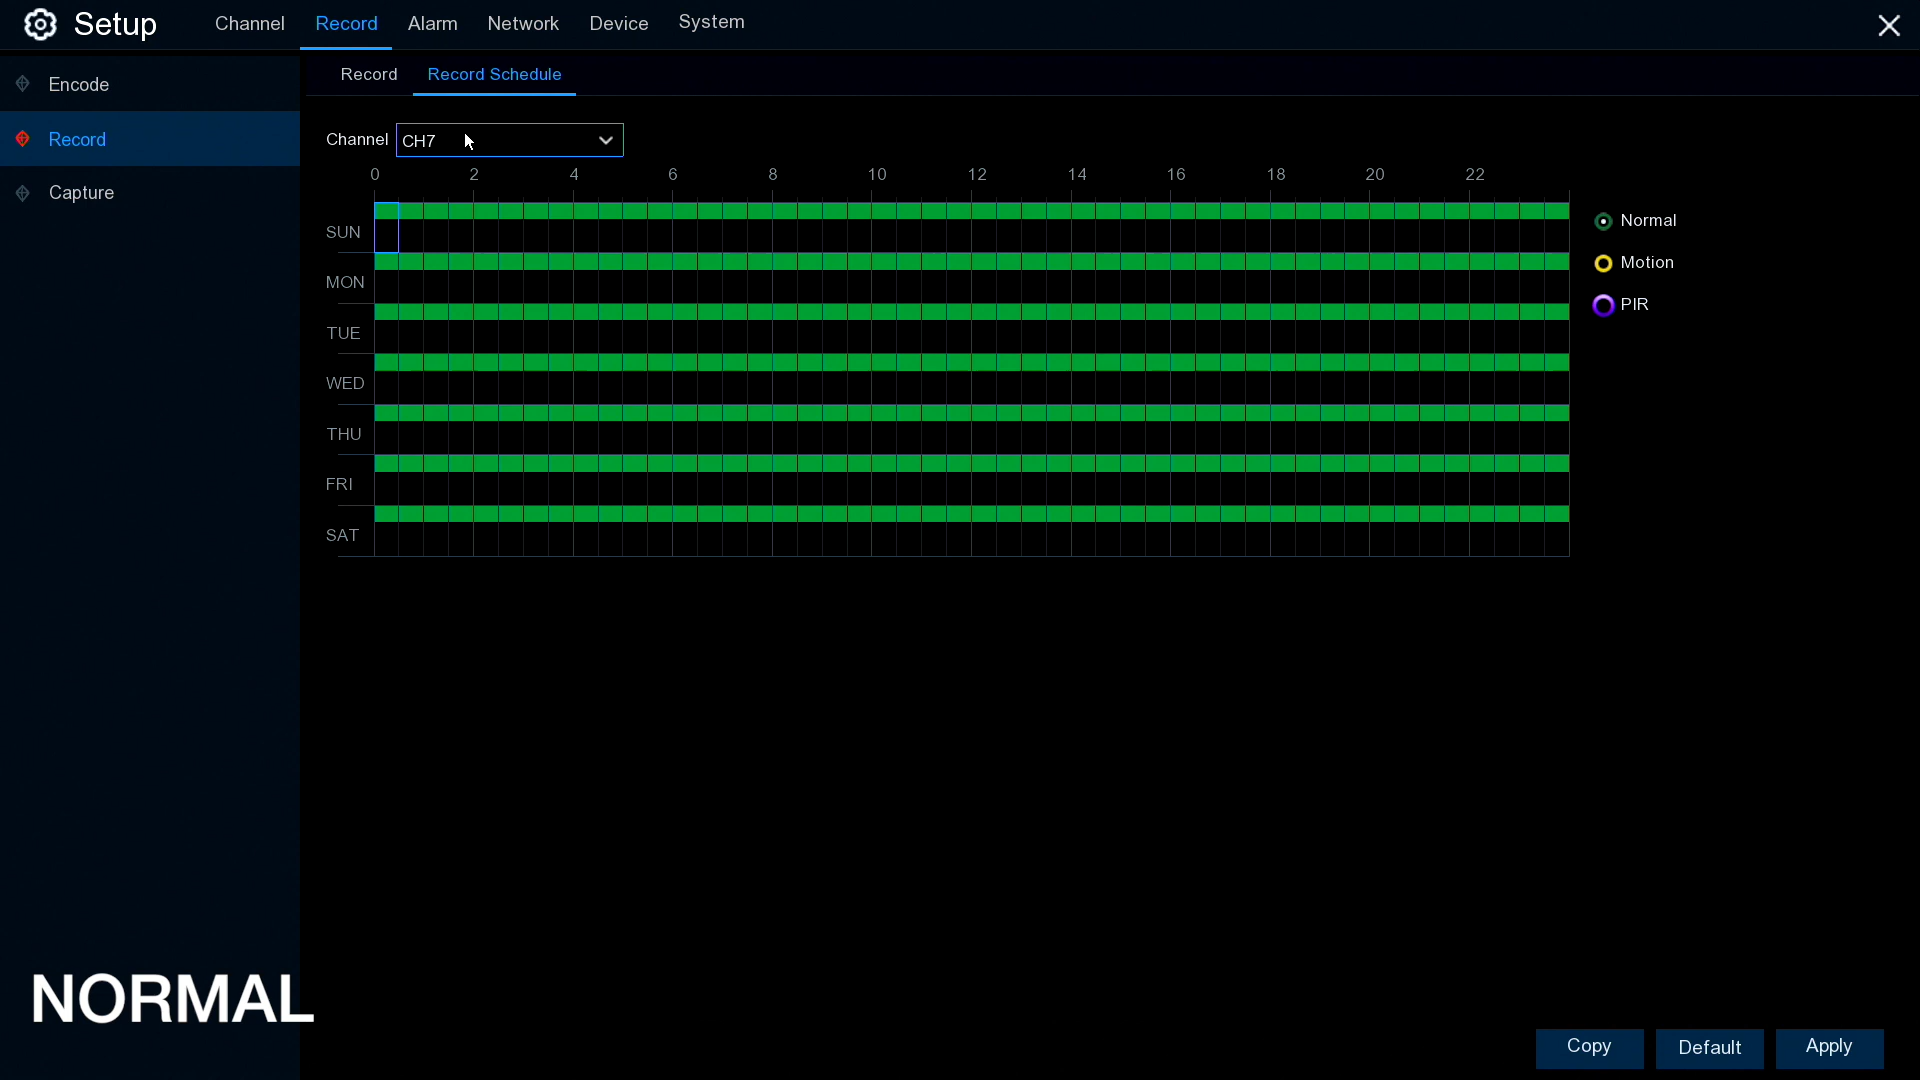 Setup Channel Record Alarm Network Device System
Encode
Record
Capture
Record Record Schedule
Channel CH7
0 2 4 6 8 10 12 14 16 18 20 22
SUN
MON
TUE
WED
THU
FRI
SAT
Normal
Motion
PIR
NORMAL
Copy Default Apply